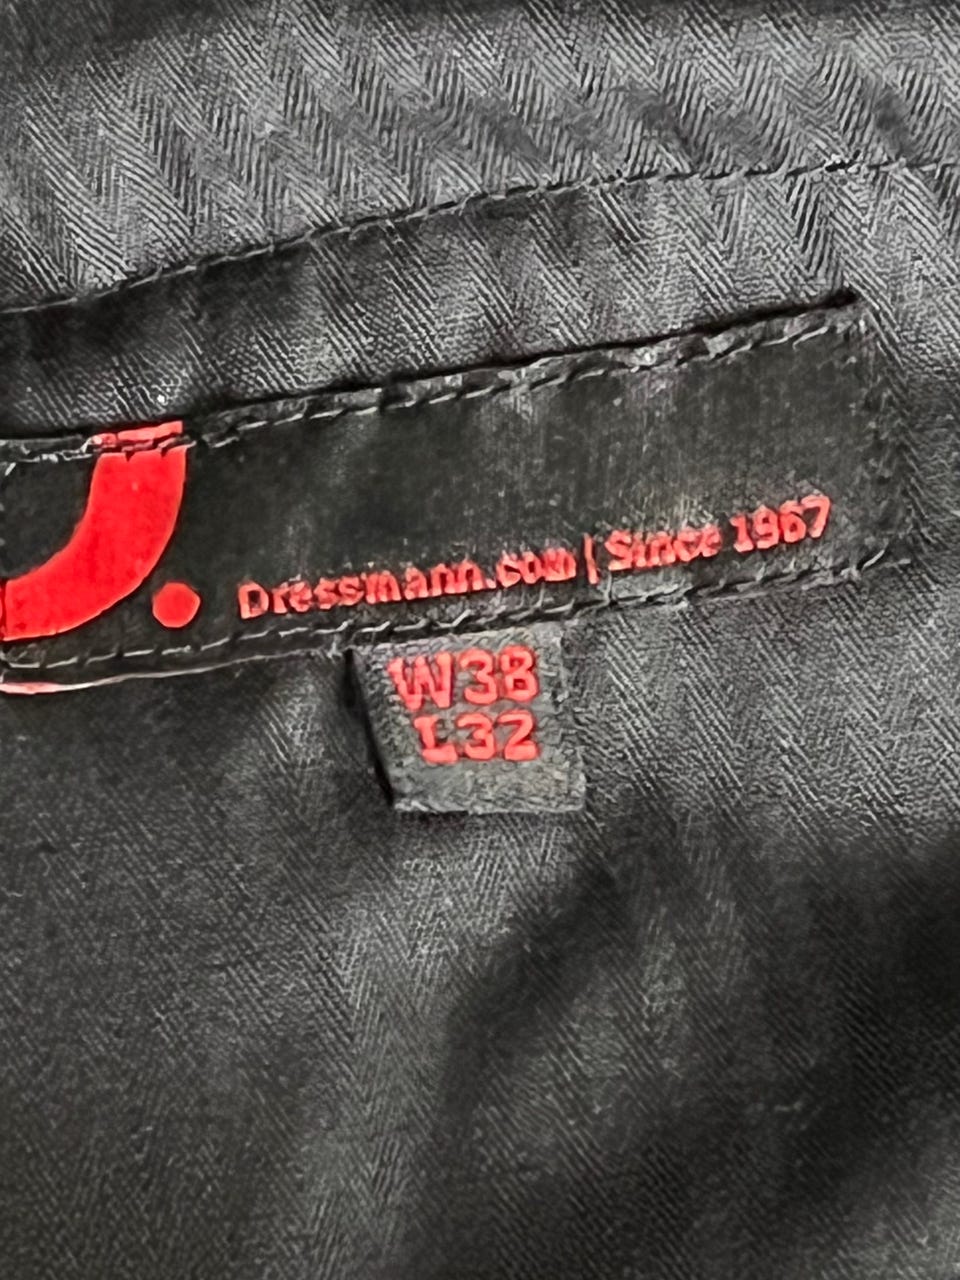 Dressmann.com | Since 1967
W38
L32